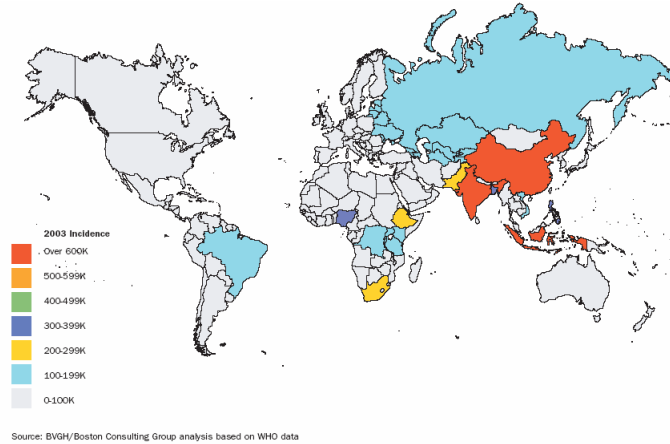 2003 Incidence
Over 600K
500-599K
400-499K
300-399K
200-299K
100-199K
0-100K
Source: BVGH/Boston Consulting Group analysis based on WHO data